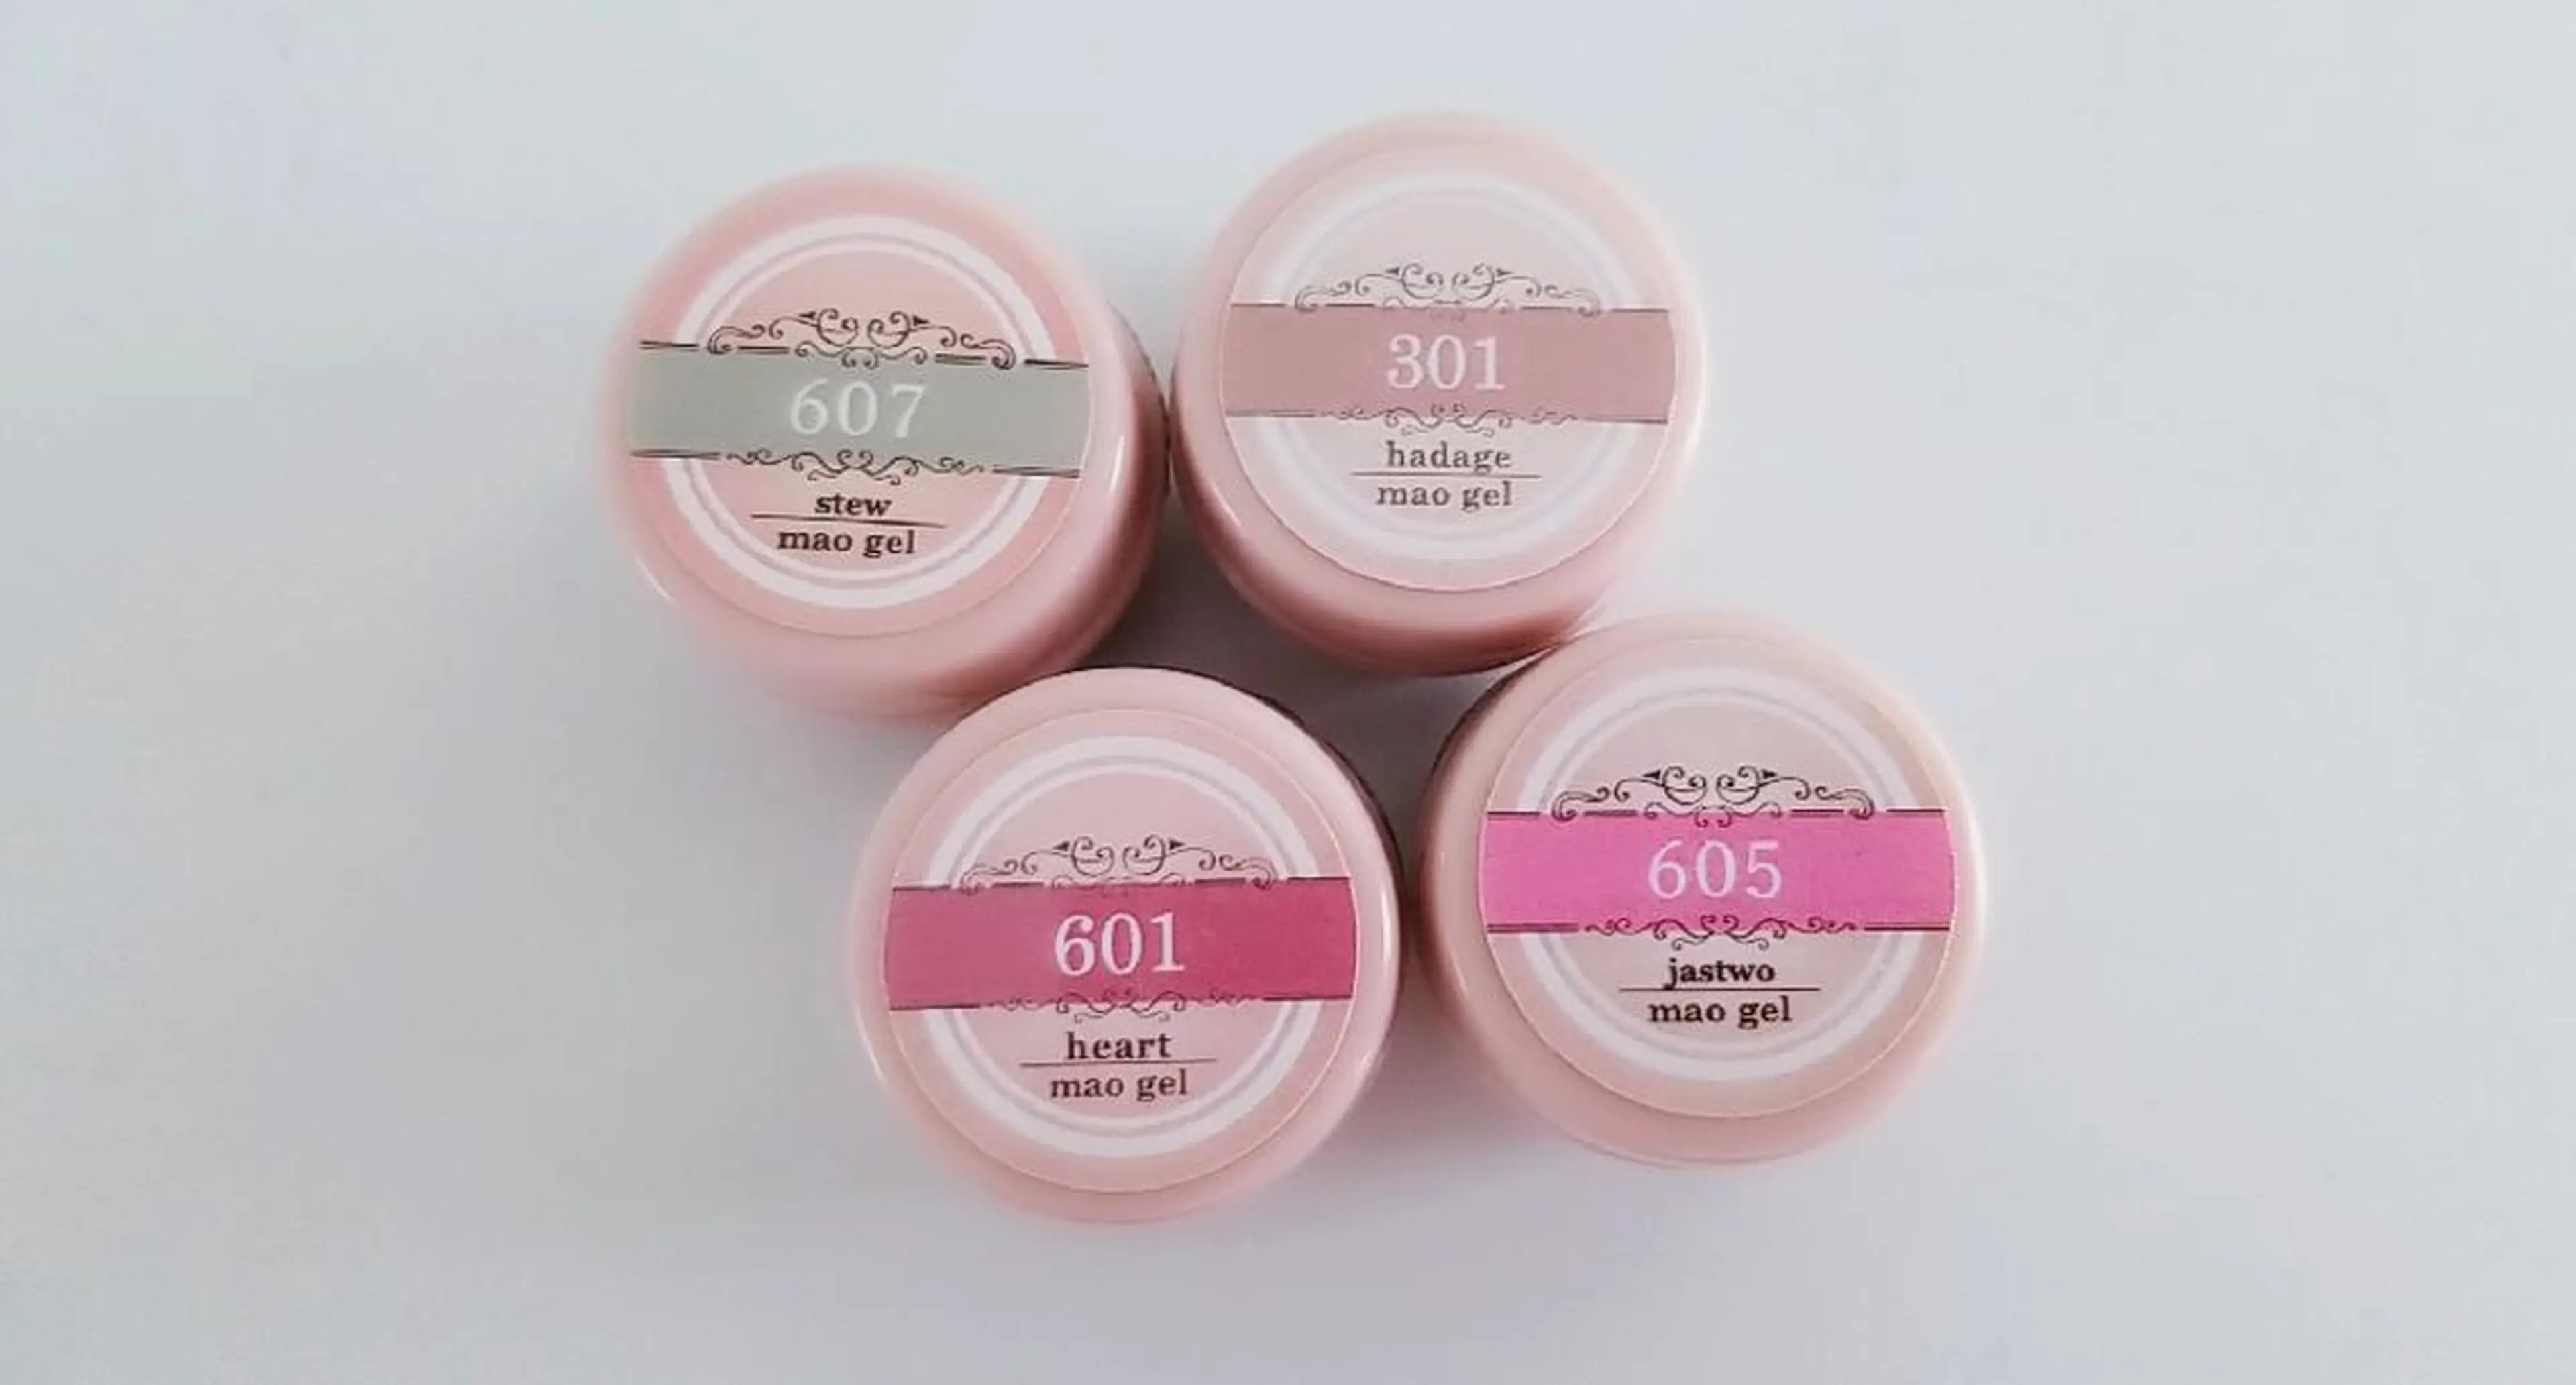 607
stew
mao gel
301
hadage
mao gel
601
heart
mao gel
605
jastwo
mao gel